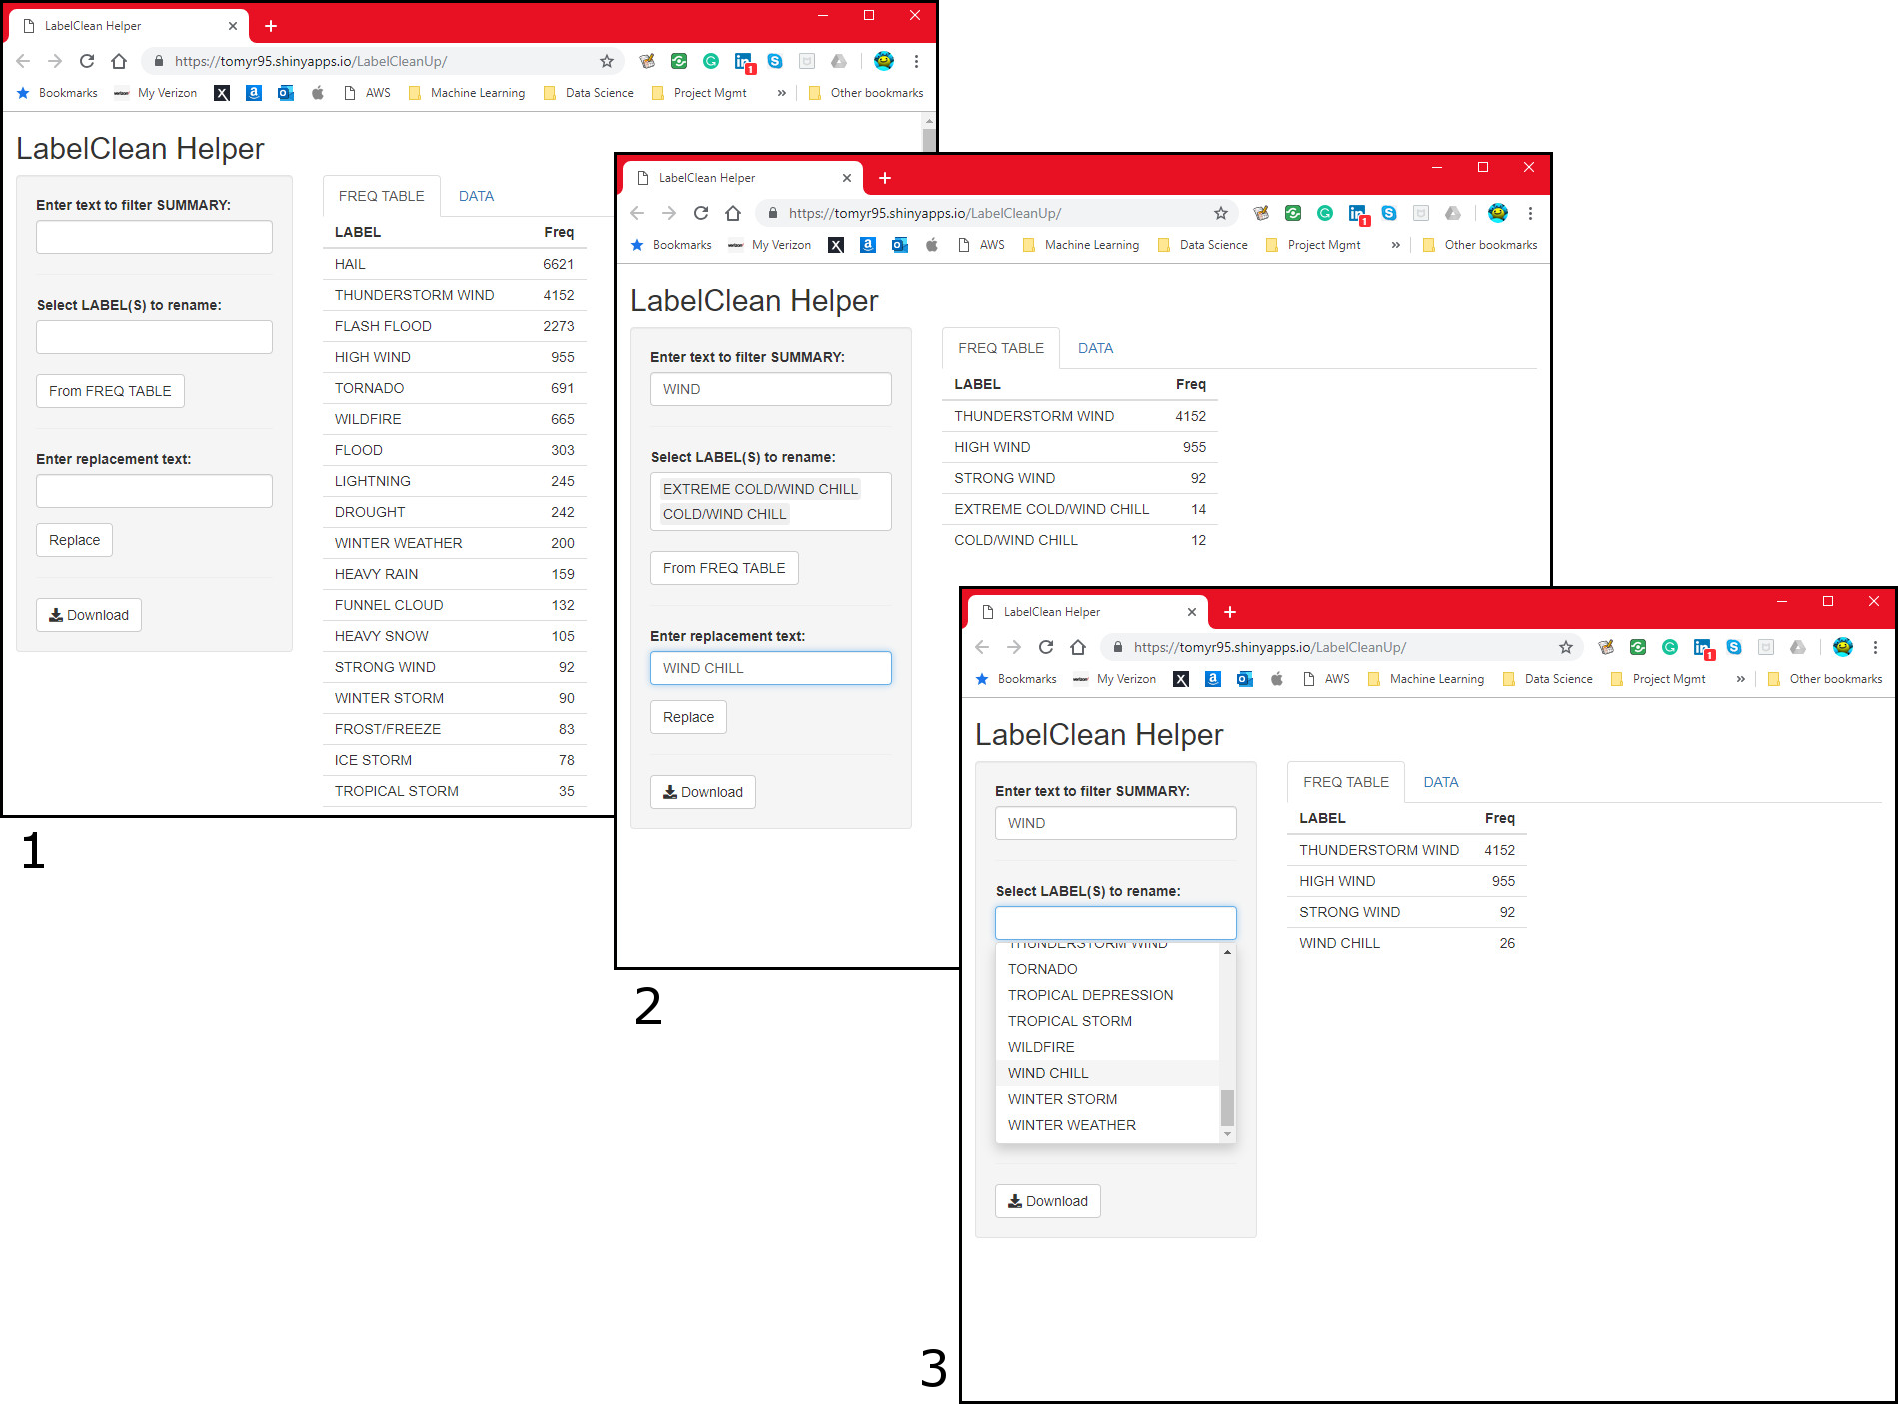 LabelClean Helper
https://tomyr95.shinyapps.io/LabelCleanUp/
1
Bookmarks
My Verizon
X
a
AWS
Machine Learning
Data Science
Project Mgmt
»
Other bookmarks
LabelClean Helper
Enter text to filter SUMMARY:
Select LABEL(S) to rename:
From FREQ TABLE
Enter replacement text:
Replace
Download
FREQ TABLE DATA
LABEL Freq
HAIL 6621
THUNDERSTORM WIND 4152
FLASH FLOOD 2273
HIGH WIND 955
TORNADO 691
WILDFIRE 665
FLOOD 303
LIGHTNING 245
DROUGHT 242
WINTER WEATHER 200
HEAVY RAIN 159
FUNNEL CLOUD 132
HEAVY SNOW 105
STRONG WIND 92
WINTER STORM 90
FROST/FREEZE 83
ICE STORM 78
TROPICAL STORM 35
1
LabelClean Helper
https://tomyr95.shinyapps.io/LabelCleanUp/
1
Bookmarks
My Verizon
X
a
AWS
Machine Learning
Data Science
Project Mgmt
»
Other bookmarks
LabelClean Helper
Enter text to filter SUMMARY:
WIND
Select LABEL(S) to rename:
EXTREME COLD/WIND CHILL
COLD/WIND CHILL
From FREQ TABLE
Enter replacement text:
WIND CHILL
Replace
Download
FREQ TABLE DATA
LABEL Freq
THUNDERSTORM WIND 4152
HIGH WIND 955
STRONG WIND 92
EXTREME COLD/WIND CHILL 14
COLD/WIND CHILL 12
2
LabelClean Helper
https://tomyr95.shinyapps.io/LabelCleanUp/
1
Bookmarks
My Verizon
X
a
AWS
Machine Learning
Data Science
Project Mgmt
»
Other bookmarks
LabelClean Helper
Enter text to filter SUMMARY:
WIND
Select LABEL(S) to rename:
THUNDERSTORM WIND
TORNADO
TROPICAL DEPRESSION
TROPICAL STORM
WILDFIRE
WIND CHILL
WINTER STORM
WINTER WEATHER
Download
FREQ TABLE DATA
LABEL Freq
THUNDERSTORM WIND 4152
HIGH WIND 955
STRONG WIND 92
WIND CHILL 26
3